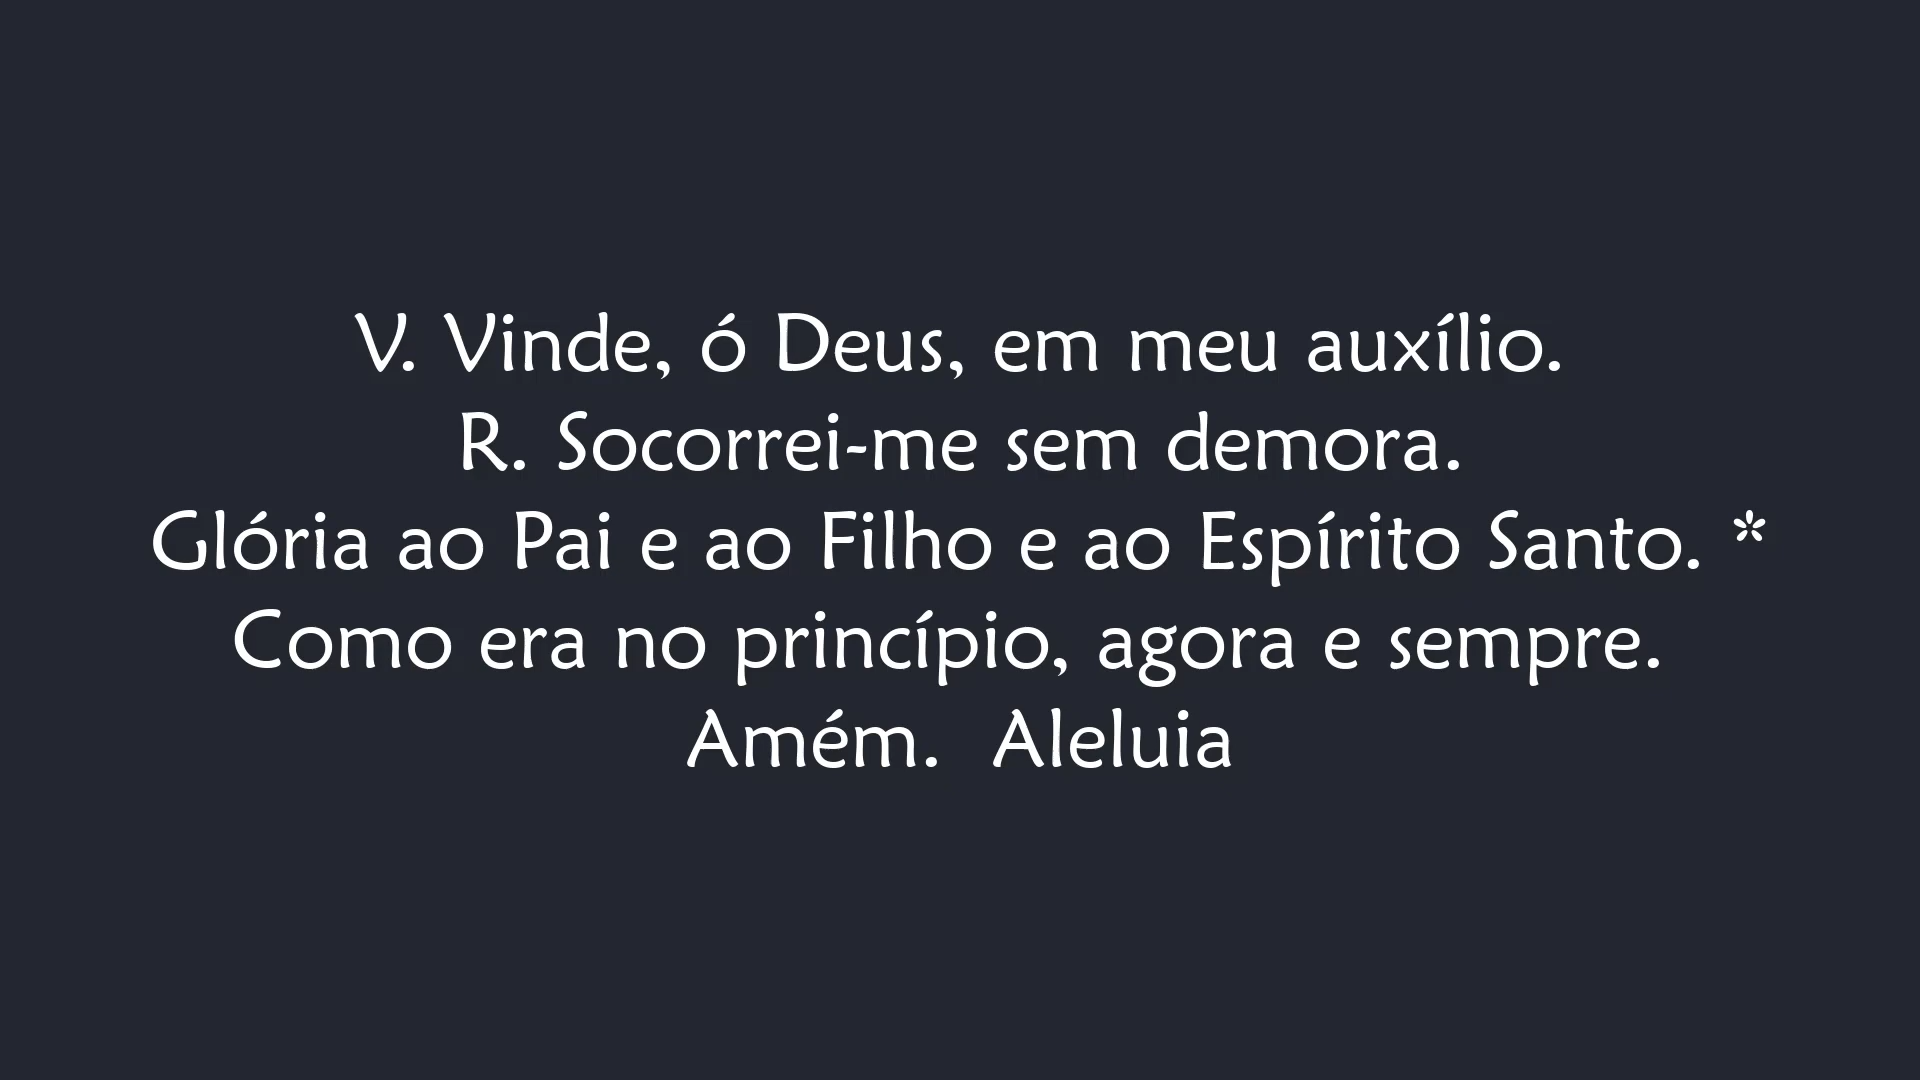 V. Vinde, ó Deus, em meu auxílio.
R. Socorrei-me sem demora.
Glória ao Pai e ao Filho e ao Espírito Santo. *
Como era no princípio, agora e sempre.
Amém.  Aleluia